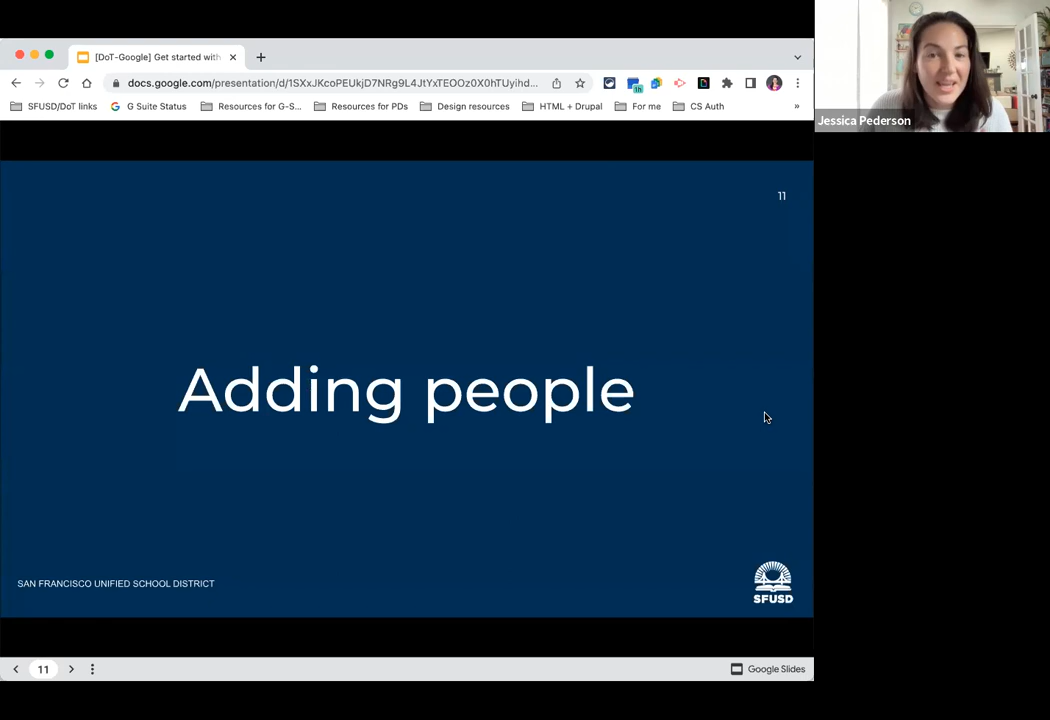 [DoT-Google] Get started with
docs.google.com/presentation/d/1SXxJKcoPEUkjD7NRg9L4JtYxTEOOz0X0hTUyihd...
1h
SFUSD/DoT links
G Suite Status
Resources for G-S...
Resources for PDs
Design resources
HTML + Drupal
For me
CS Auth
»
Jessica Pederson
11
Adding people
SAN FRANCISCO UNIFIED SCHOOL DISTRICT
SFUSD
11
Google Slides